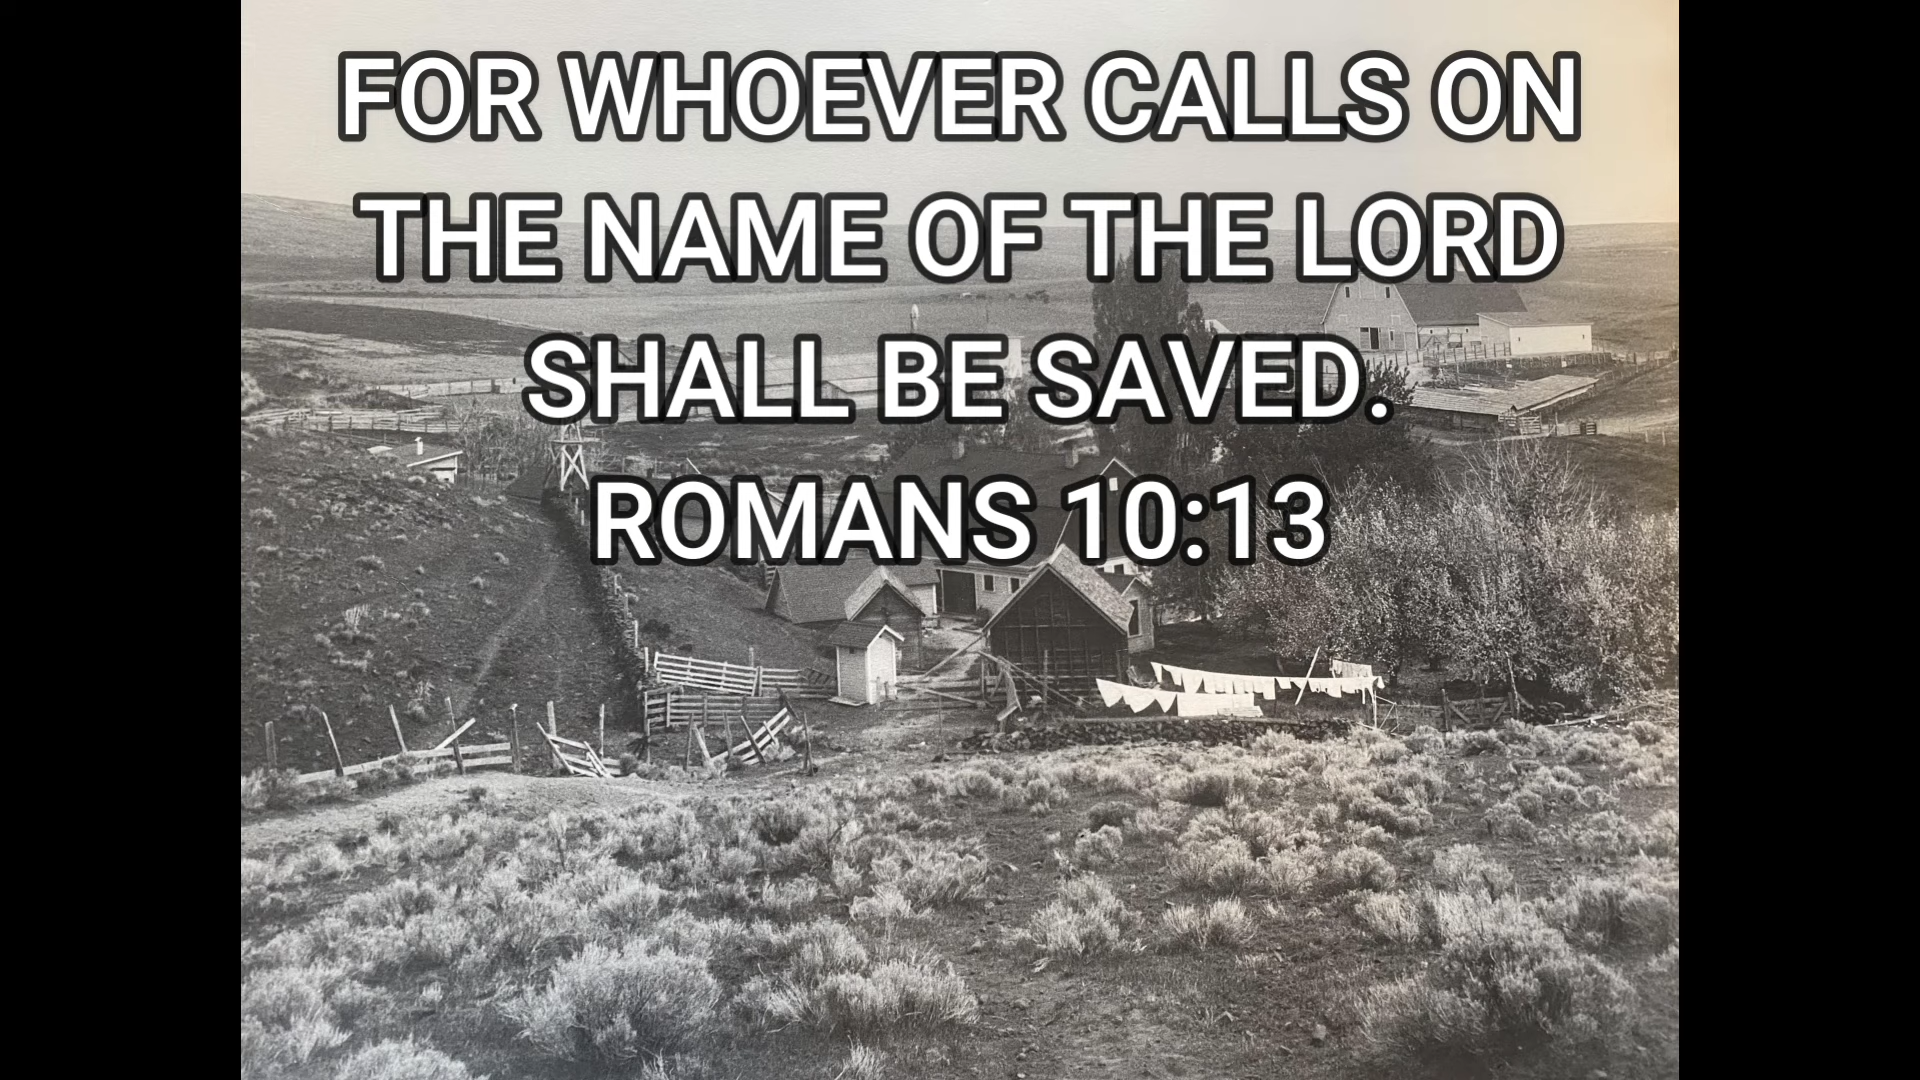 FOR WHOEVER CALLS ON
THE NAME OF THE LORD
SHALL BE SAVED.
ROMANS 10:13